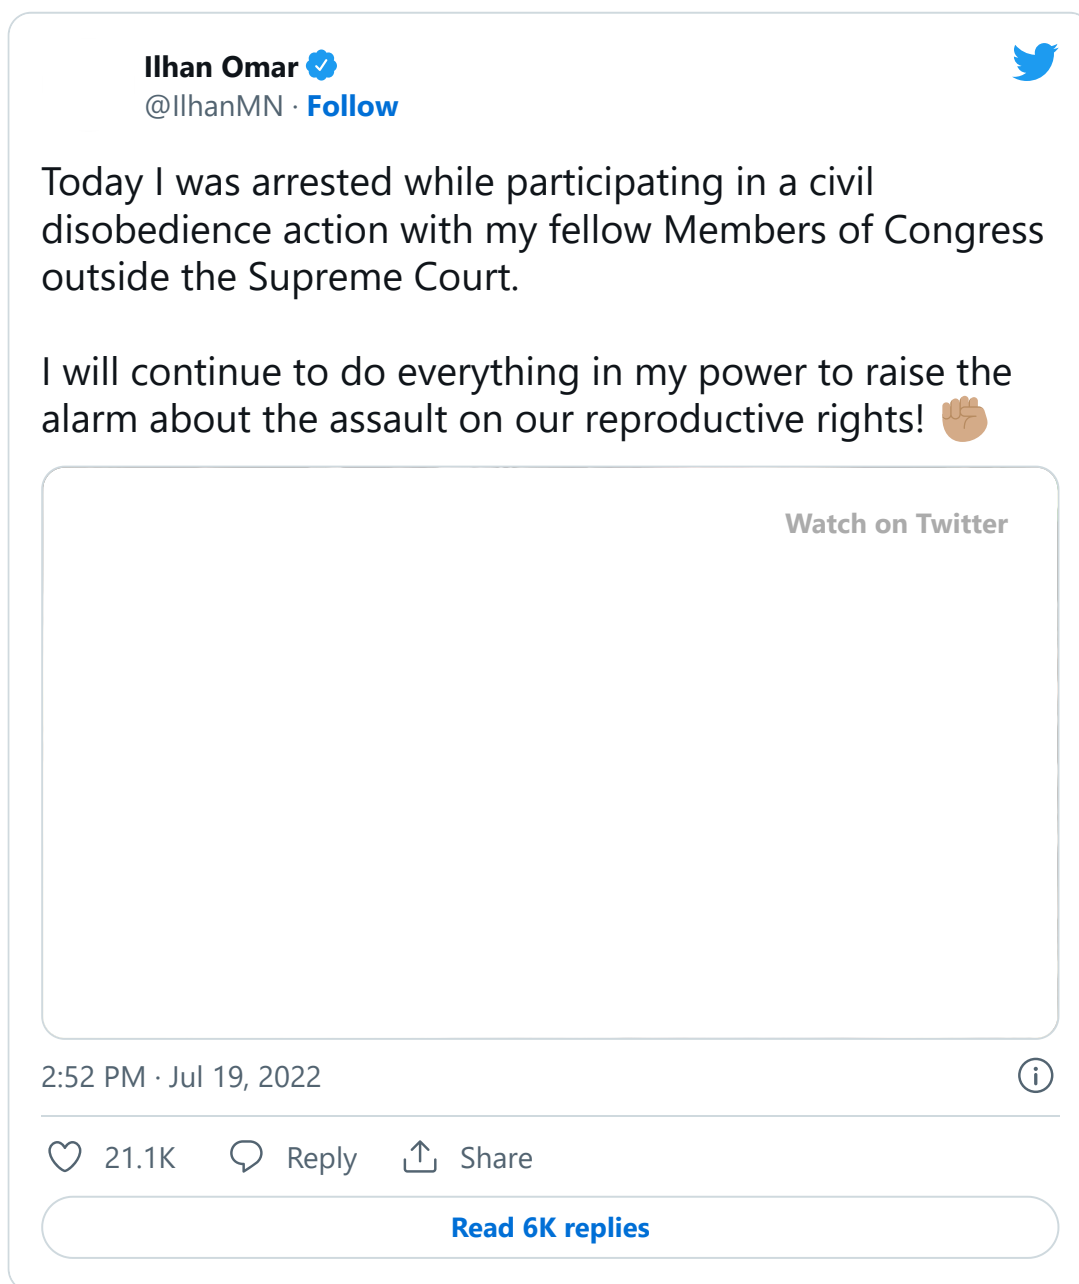 Ilhan Omar
@IlhanMN · Follow
Today I was arrested while participating in a civil
disobedience action with my fellow Members of Congress
outside the Supreme Court.
I will continue to do everything in my power to raise the
alarm about the assault on our reproductive rights! ✊🏽
Watch on Twitter
2:52 PM · Jul 19, 2022
21.1K Reply Share
Read 6K replies